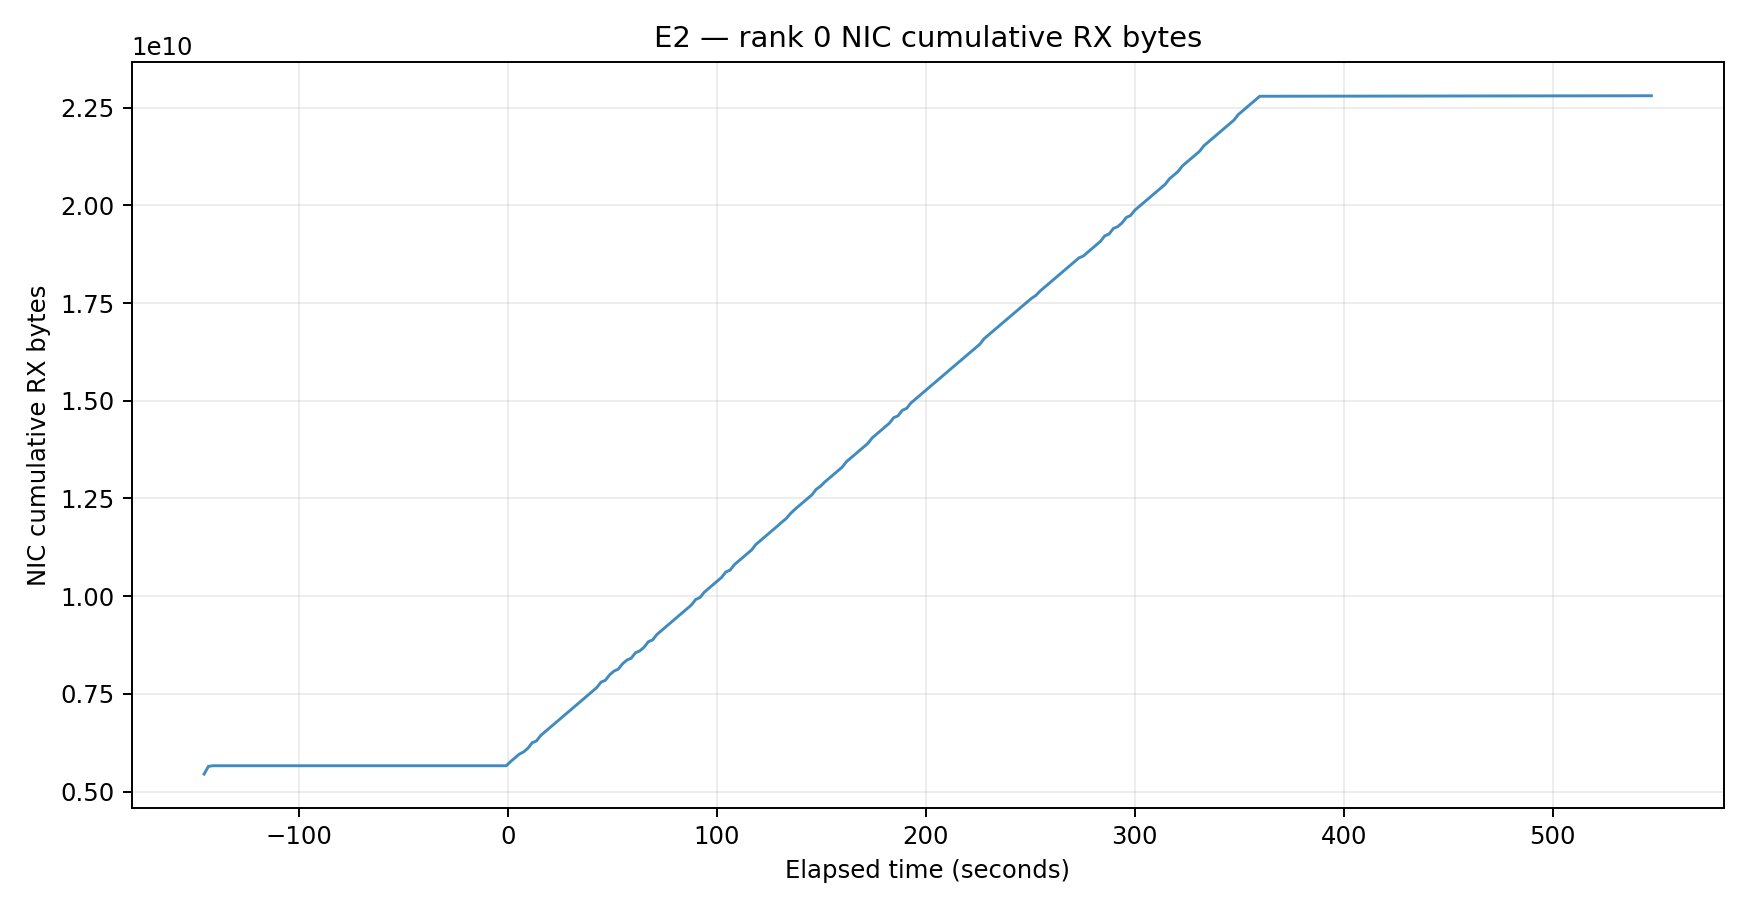 E2 — rank 0 NIC cumulative RX bytes
1e10
2.25
2.00
1.75
1.50
1.25
1.00
0.75
0.50
NIC cumulative RX bytes
−100 0 100 200 300 400 500
Elapsed time (seconds)